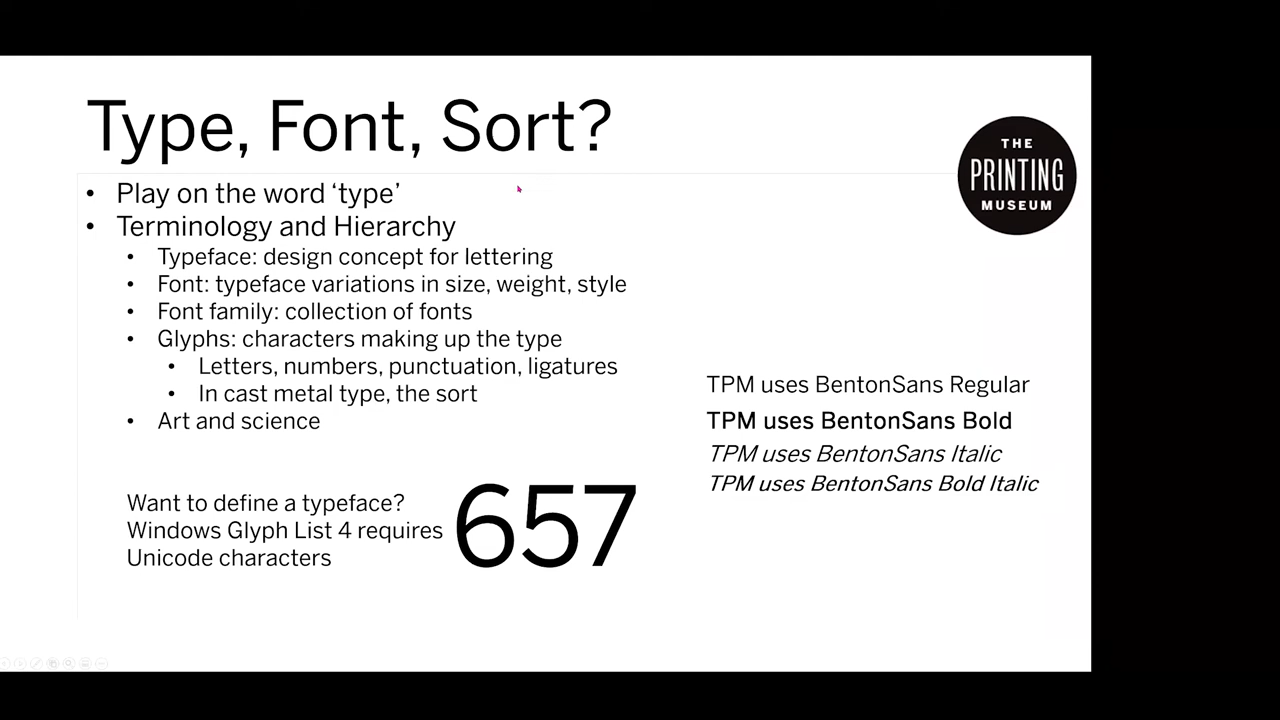 Type, Font, Sort?
THE
PRINTING
MUSEUM
• Play on the word ‘type’
• Terminology and Hierarchy
• Typeface: design concept for lettering
• Font: typeface variations in size, weight, style
• Font family: collection of fonts
• Glyphs: characters making up the type
• Letters, numbers, punctuation, ligatures
• In cast metal type, the sort
• Art and science
TPM uses BentonSans Regular
TPM uses BentonSans Bold
TPM uses BentonSans Italic
TPM uses BentonSans Bold Italic
Want to define a typeface?
Windows Glyph List 4 requires
Unicode characters
657